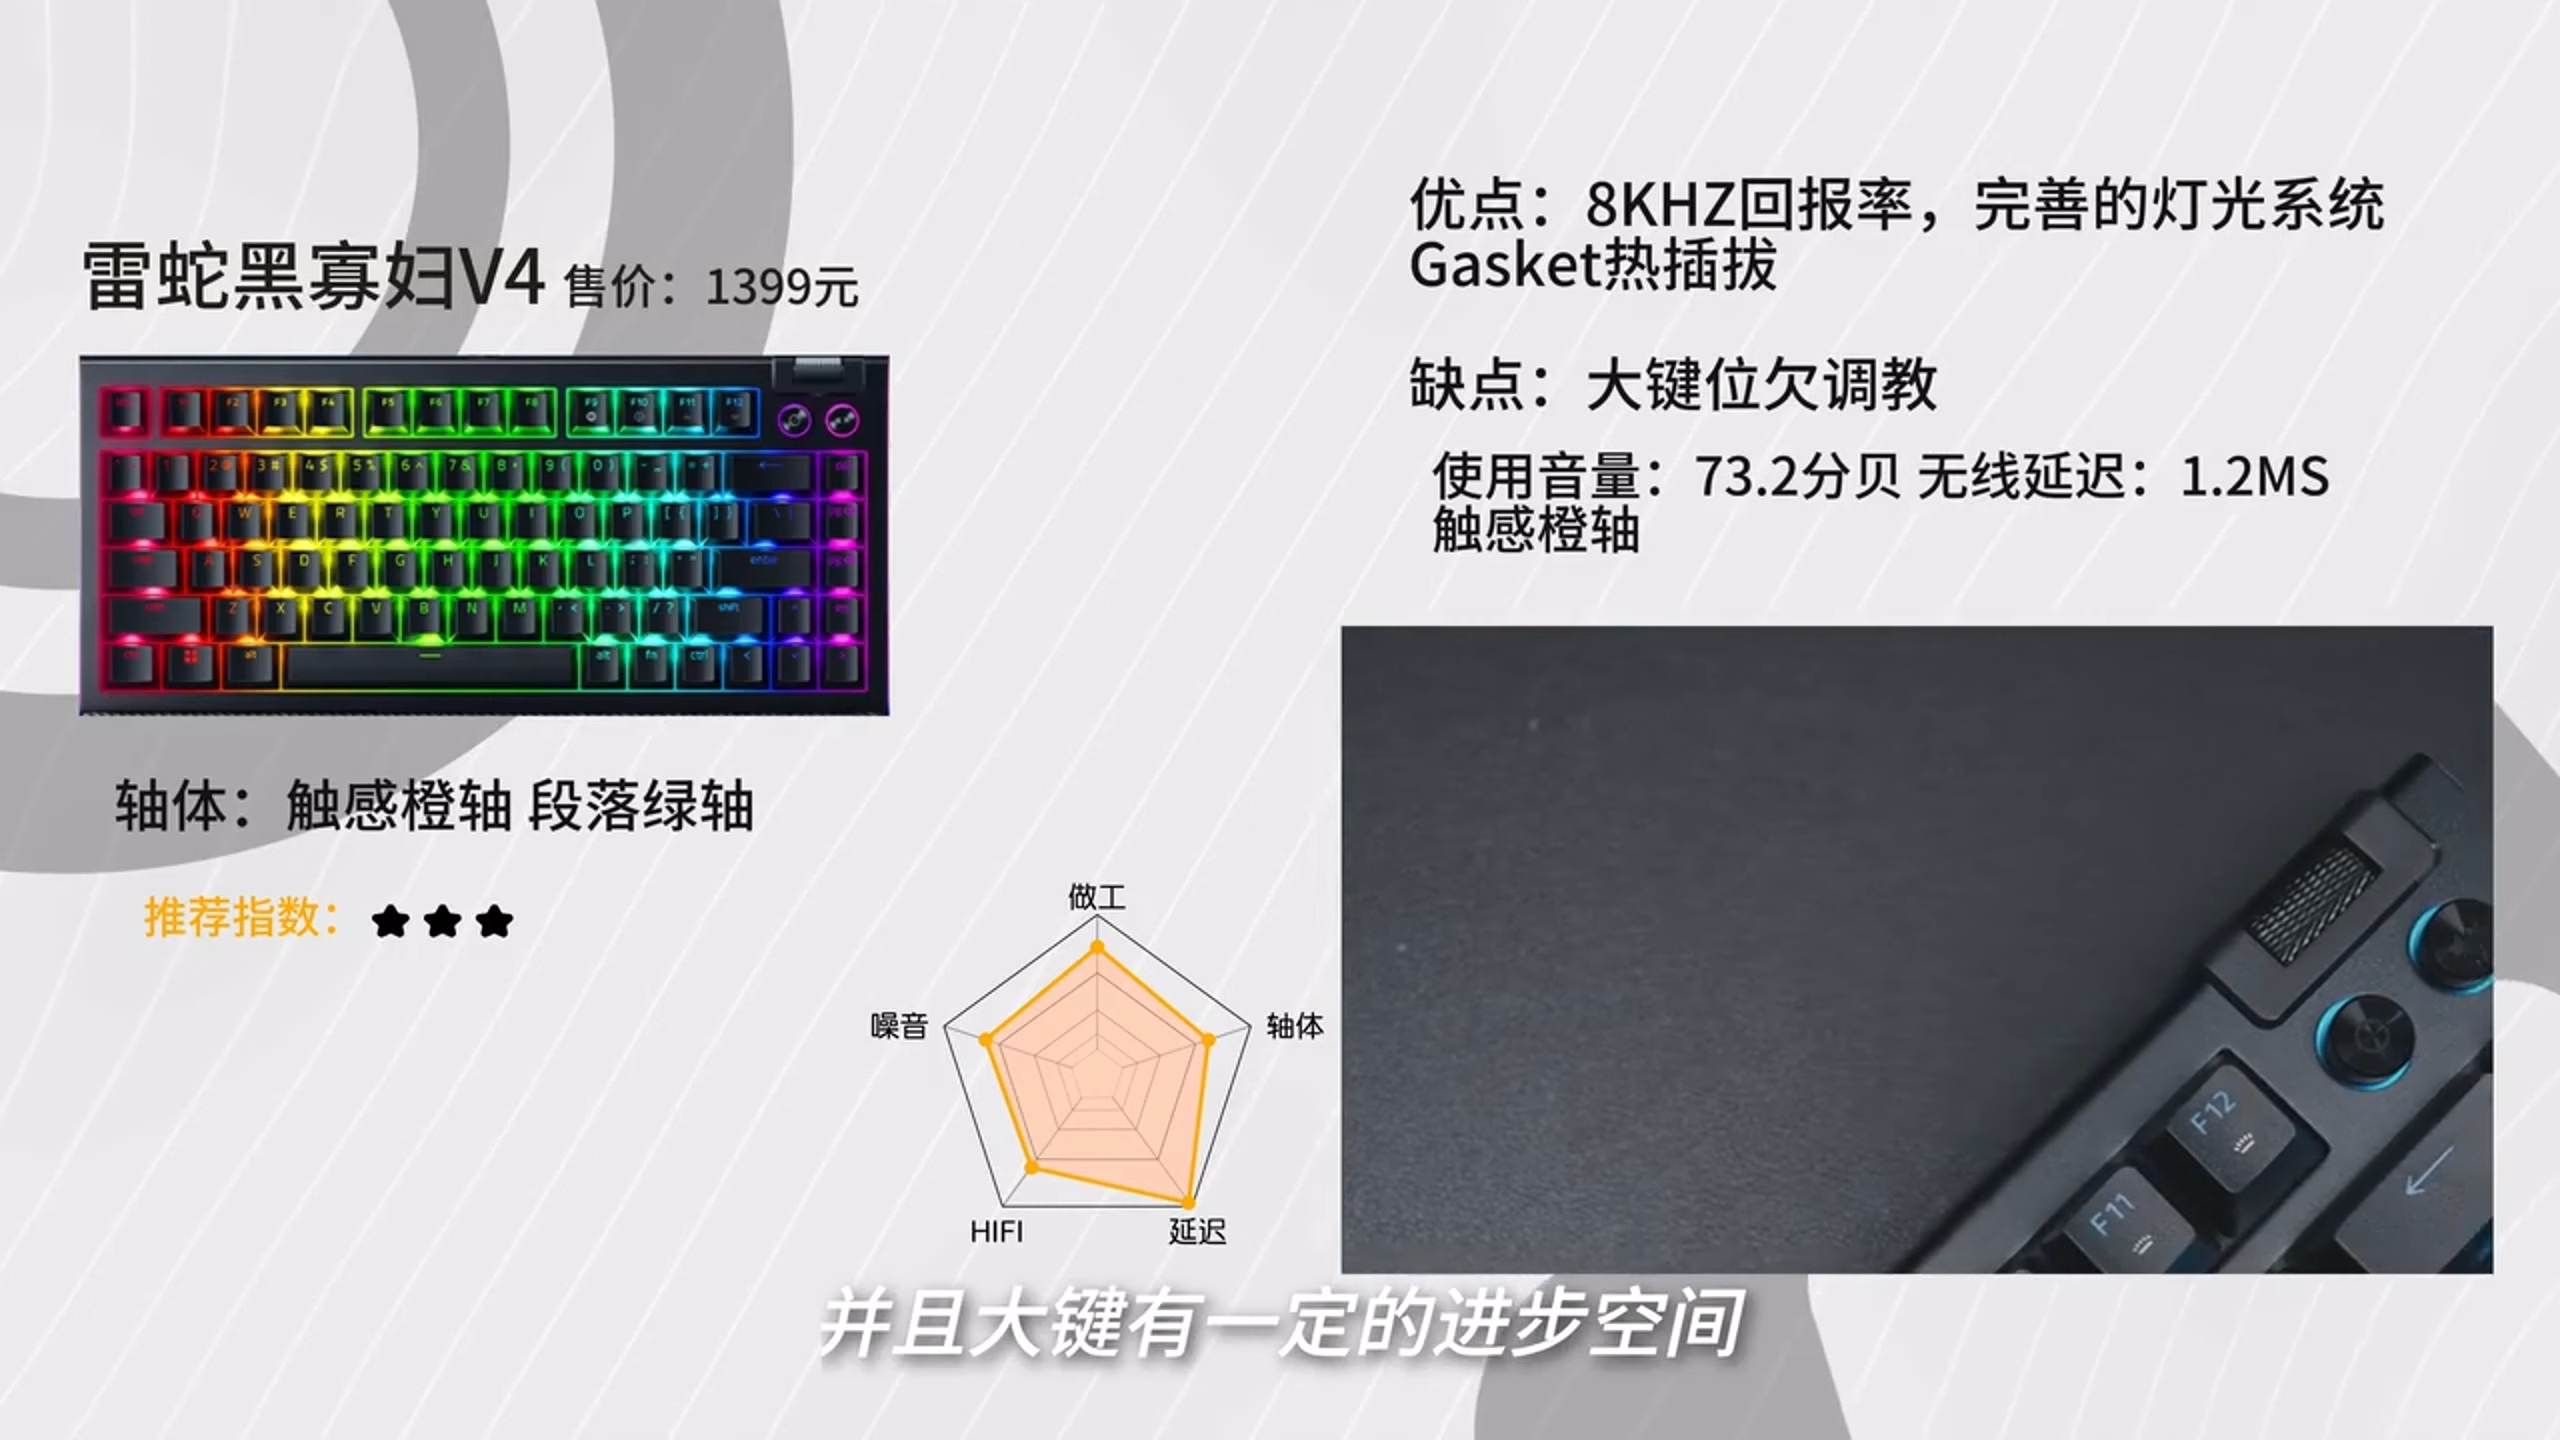 雷蛇黑寡妇V4 售价：1399元
轴体：触感橙轴 段落绿轴
推荐指数：
优点：8KHZ回报率，完善的灯光系统
Gasket热插拔
缺点：大键位欠调教
使用音量：73.2分贝 无线延迟：1.2MS
触感橙轴
做工
噪音
轴体
HIFI
延迟
F12
F11
并且大键有一定的进步空间